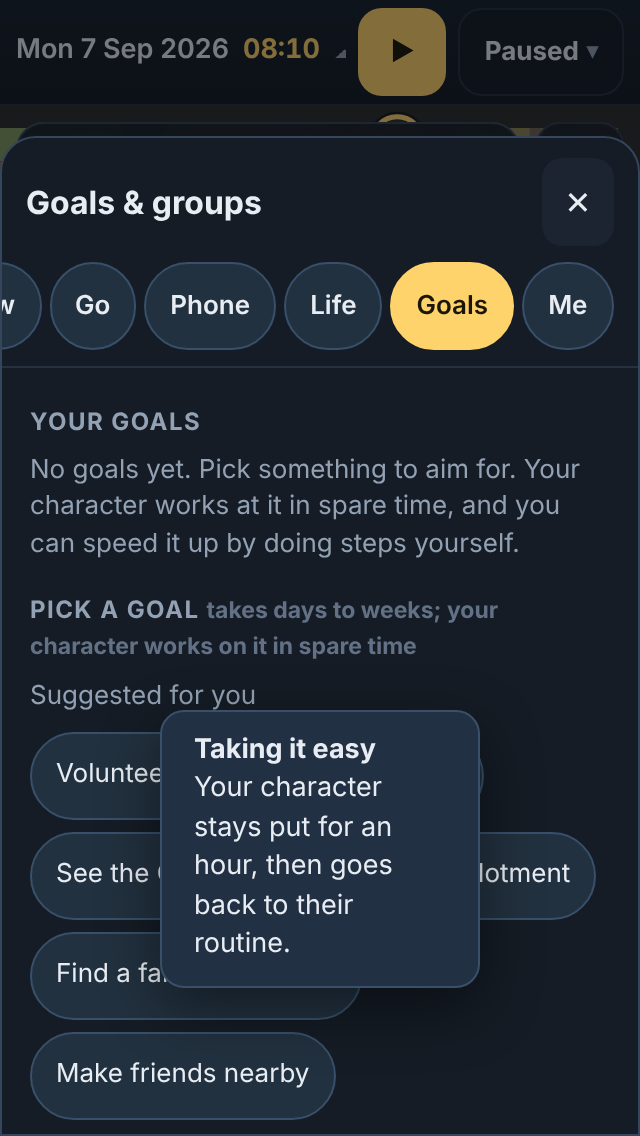 Mon 7 Sep 2026 08:10
Paused
Goals & groups
Go
Phone
Life
Goals
Me
YOUR GOALS
No goals yet. Pick something to aim for. Your
character works at it in spare time, and you
can speed it up by doing steps yourself.
PICK A GOAL takes days to weeks; your
character works on it in spare time
Suggested for you
See the
Find a
Make friends nearby
Taking it easy
Your character
stays put for an
hour, then goes
back to their
routine.